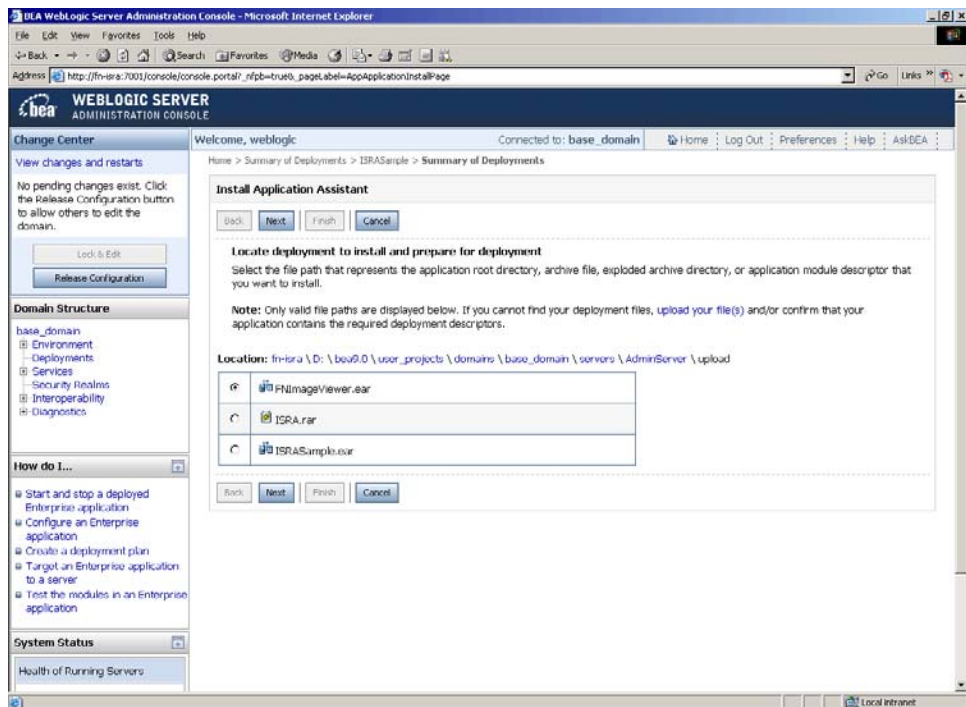 BEA WebLogic Server Administration Console - Microsoft Internet Explorer
File Edit View Favorites Tools Help
Back Search Favorites Media
Address http://fn-isra:7001/console/console.portal?_nfpb=true&_pageLabel=AppApplicationInstallPage Go Links »
bea WEBLOGIC SERVER
ADMINISTRATION CONSOLE
Change Center
View changes and restarts
No pending changes exist. Click
the Release Configuration button
to allow others to edit the
domain.
Lock & Edit
Release Configuration
Domain Structure
base_domain
Environment
Deployments
Services
Security Realms
Interoperability
Diagnostics
How do I...
Start and stop a deployed
Enterprise application
Configure an Enterprise
application
Create a deployment plan
Target an Enterprise application
to a server
Test the modules in an Enterprise
application
System Status
Health of Running Servers
Welcome, weblogic Connected to: base_domain Home Log Out Preferences Help AskBEA
Home > Summary of Deployments > ISRASample > Summary of Deployments
Install Application Assistant
Back Next Finish Cancel
Locate deployment to install and prepare for deployment
Select the file path that represents the application root directory, archive file, exploded archive directory, or application module descriptor that
you want to install.
Note: Only valid file paths are displayed below. If you cannot find your deployment files, upload your file(s) and/or confirm that your
application contains the required deployment descriptors.
Location: fn-isra \ D: \ bea9.0 \ user_projects \ domains \ base_domain \ servers \ AdminServer \ upload
FNImageViewer.ear
ISRA.rar
ISRASample.ear
Back Next Finish Cancel
Local intranet